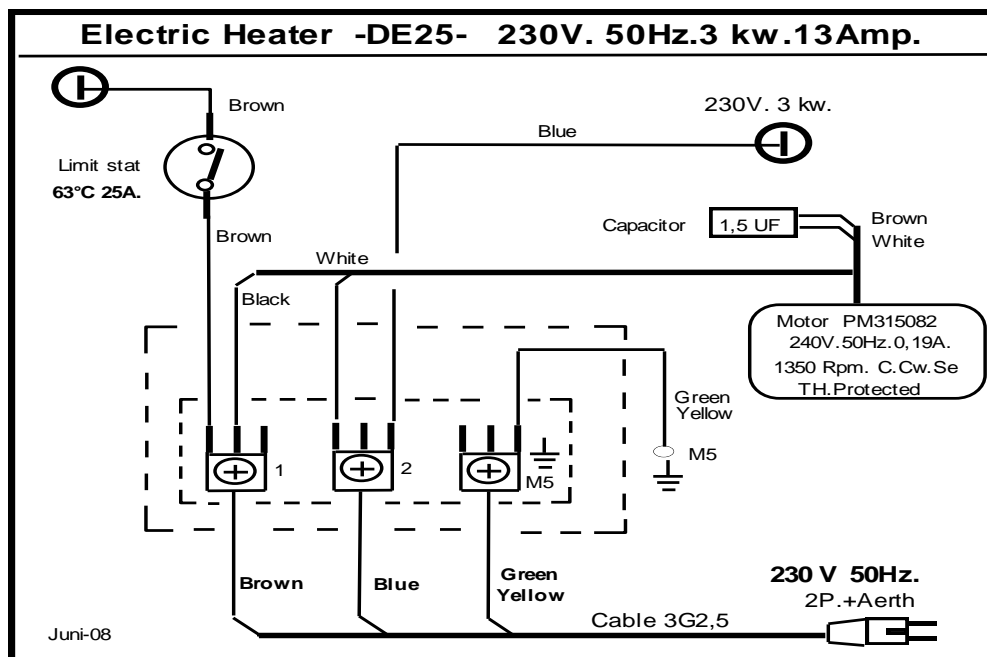 Electric Heater -DE25- 230V. 50Hz.3 kw.13Amp.
Brown
230V. 3 kw.
Blue
Limit stat
63°C 25A.
Capacitor
1,5 UF
Brown
White
Brown
White
Black
Motor PM315082
240V.50Hz.0,19A.
1350 Rpm. C.Cw.Se
TH.Protected
Green
Yellow
M5
1
2
M5
Brown
Blue
Green
Yellow
230 V 50Hz.
2P.+Aerth
Cable 3G2,5
Juni-08